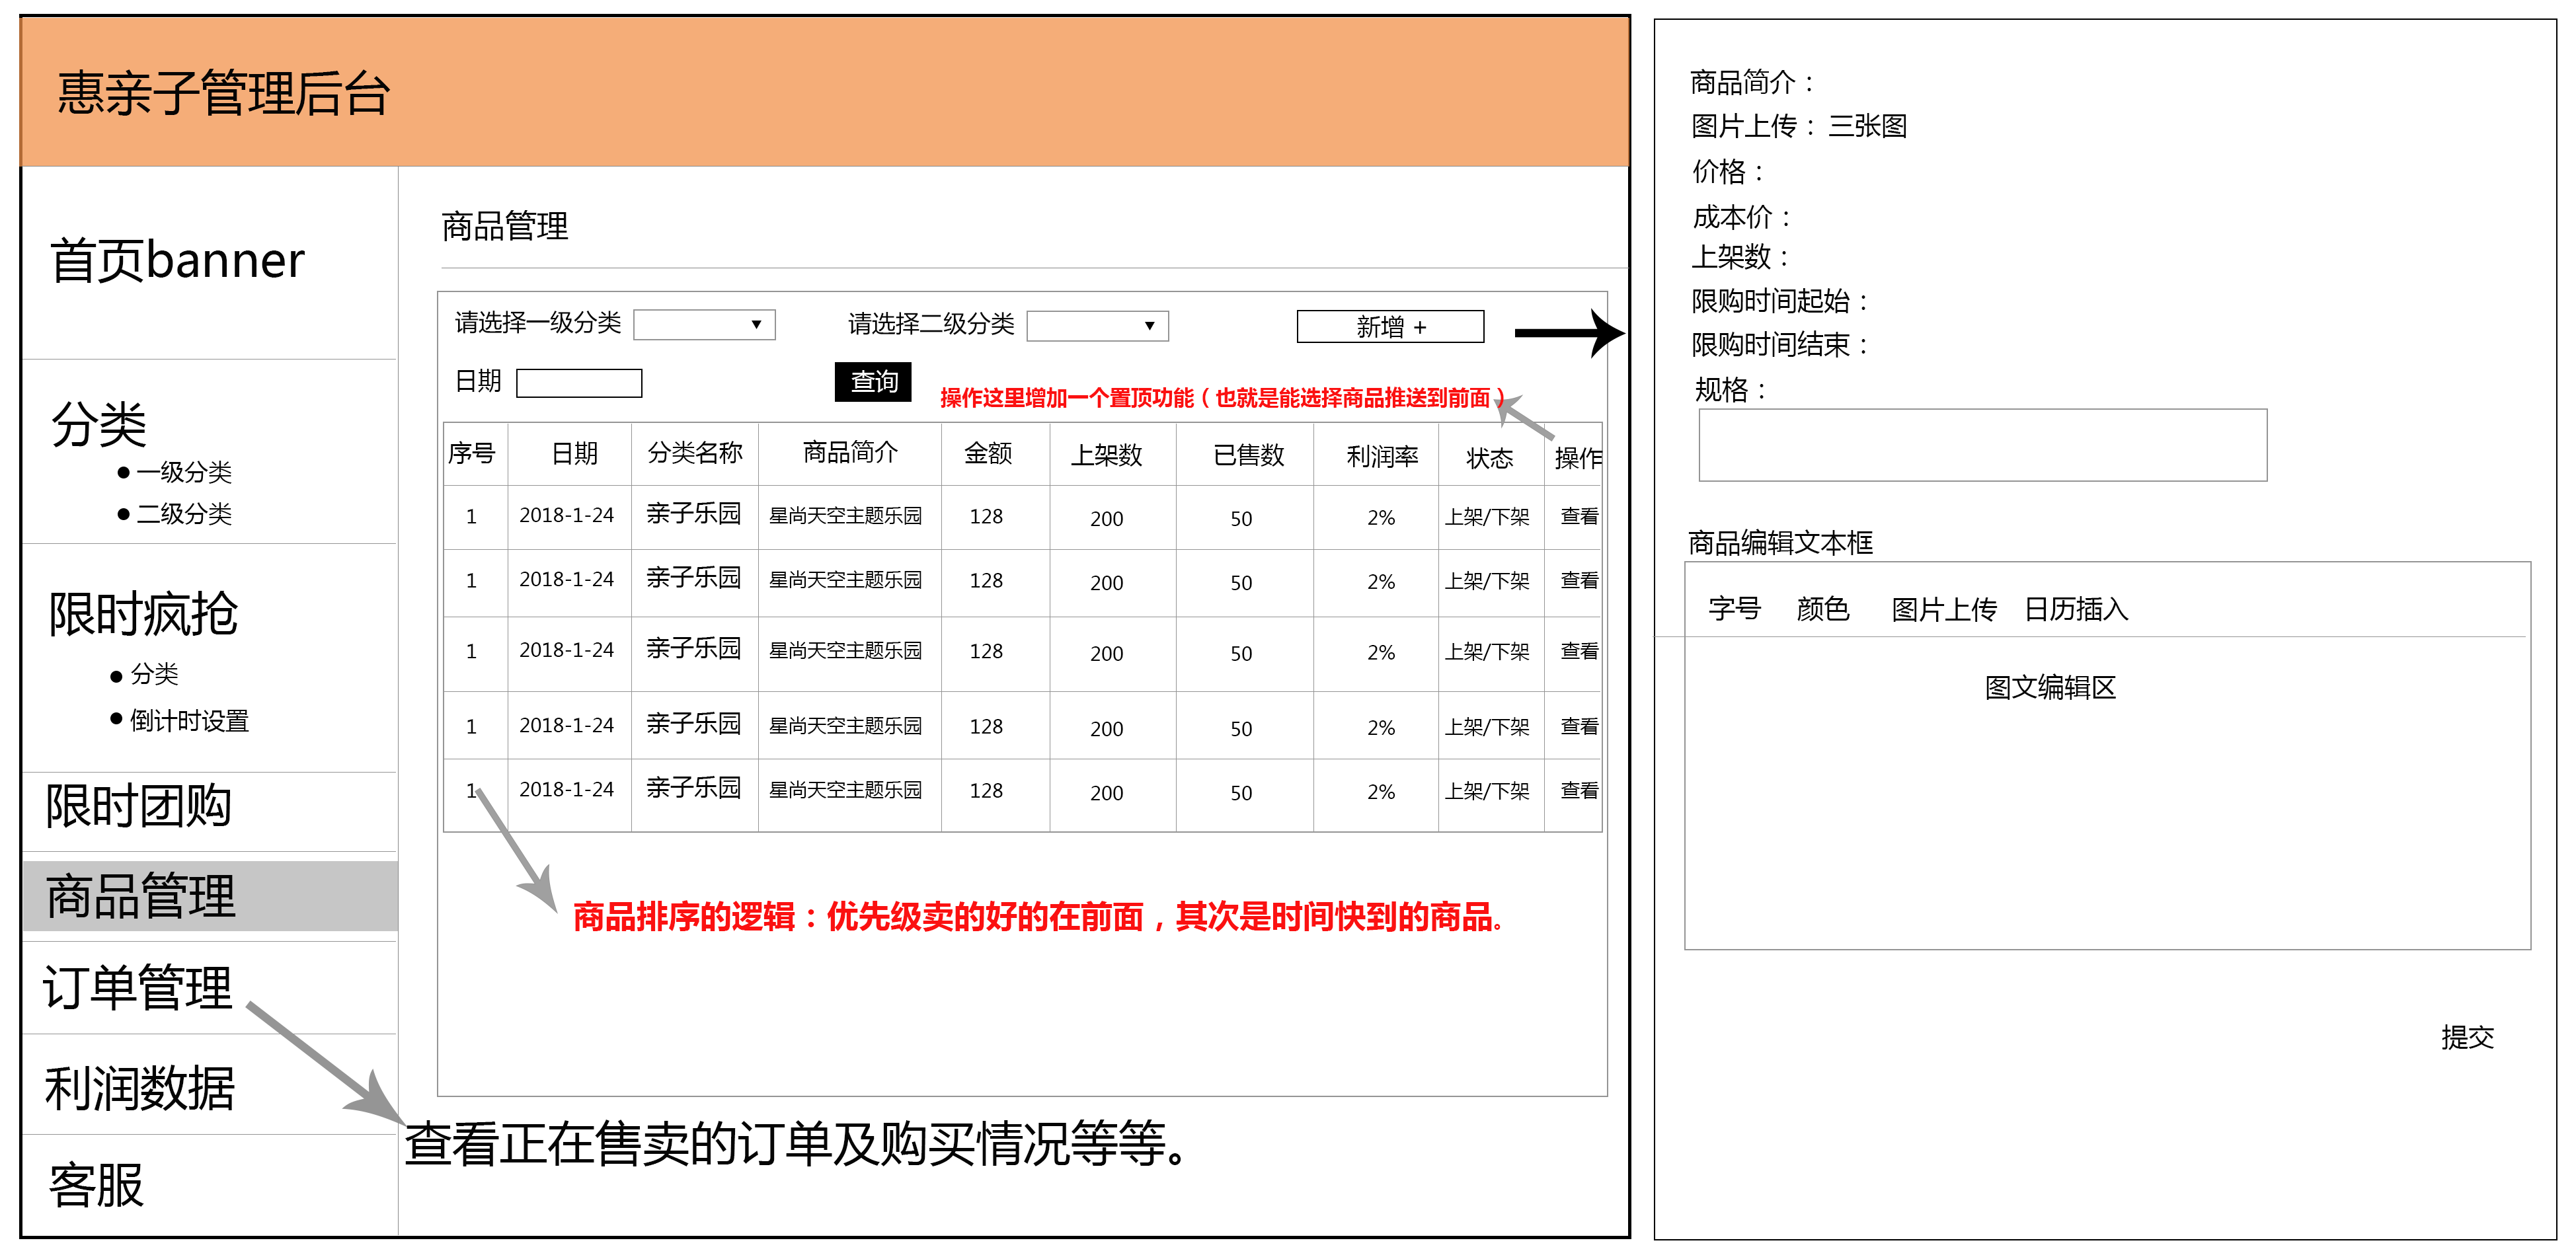 惠亲子管理后台
首页banner
分类
一级分类
二级分类
限时疯抢
分类
倒计时设置
限时团购
商品管理
订单管理
利润数据
客服
商品管理
请选择一级分类 ▼ 请选择二级分类 ▼ 新增 +
日期 查询
操作这里增加一个置顶功能（也就是能选择商品推送到前面）
序号 日期 分类名称 商品简介 金额 上架数 已售数 利润率 状态 操作
1 2018-1-24 亲子乐园 星尚天空主题乐园 128 200 50 2% 上架/下架 查看
1 2018-1-24 亲子乐园 星尚天空主题乐园 128 200 50 2% 上架/下架 查看
1 2018-1-24 亲子乐园 星尚天空主题乐园 128 200 50 2% 上架/下架 查看
1 2018-1-24 亲子乐园 星尚天空主题乐园 128 200 50 2% 上架/下架 查看
1 2018-1-24 亲子乐园 星尚天空主题乐园 128 200 50 2% 上架/下架 查看
商品排序的逻辑：优先级卖的好的在前面，其次是时间快到的商品。
查看正在售卖的订单及购买情况等等。
商品简介：
图片上传：三张图
价格：
成本价：
上架数：
限购时间起始：
限购时间结束：
规格：
商品编辑文本框
字号 颜色 图片上传 日历插入
图文编辑区
提交